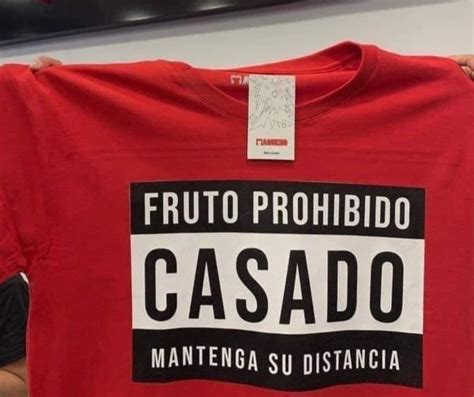 FRUTO PROHIBIDO
CASADO
MANTENGA SU DISTANCIA